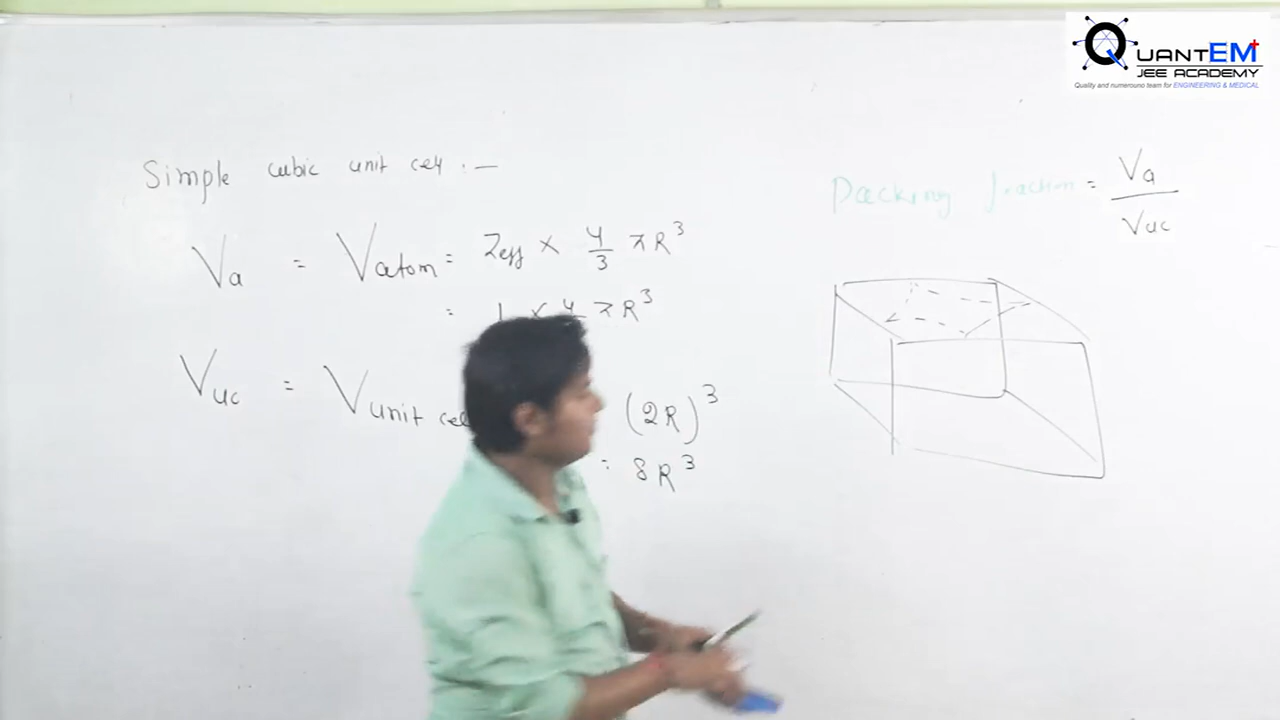 QUANTEM+
JEE ACADEMY
Quality and numerouno team for ENGINEERING & MEDICAL
Simple cubic unit cell : —
Packing fraction = Va / Vuc
Va = Vatom = Zeff × 4/3 πR³
= 1 × 4 πR³
Vuc = Vunit cell (2R)³
= 8R³